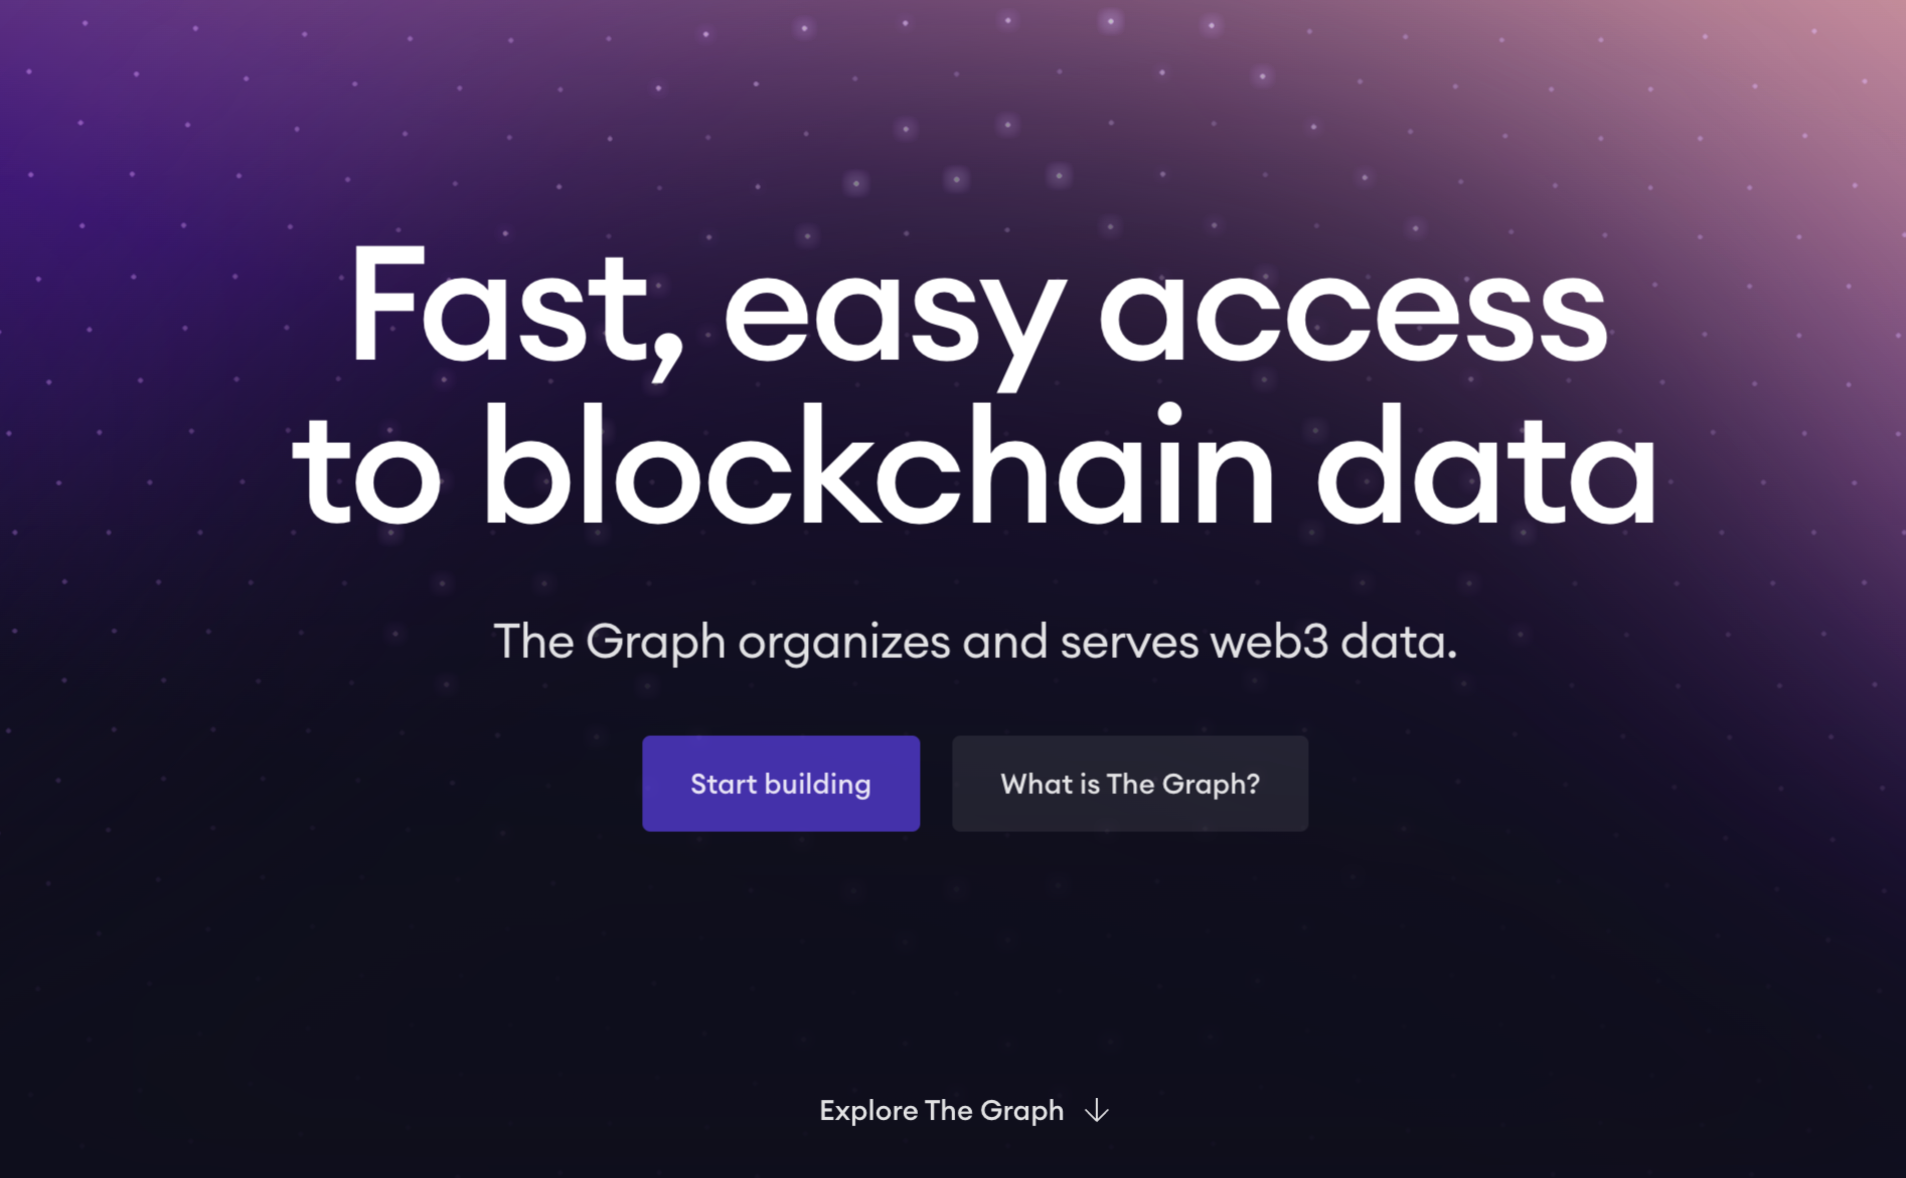 Fast, easy access
to blockchain data
The Graph organizes and serves web3 data.
Start building
What is The Graph?
Explore The Graph